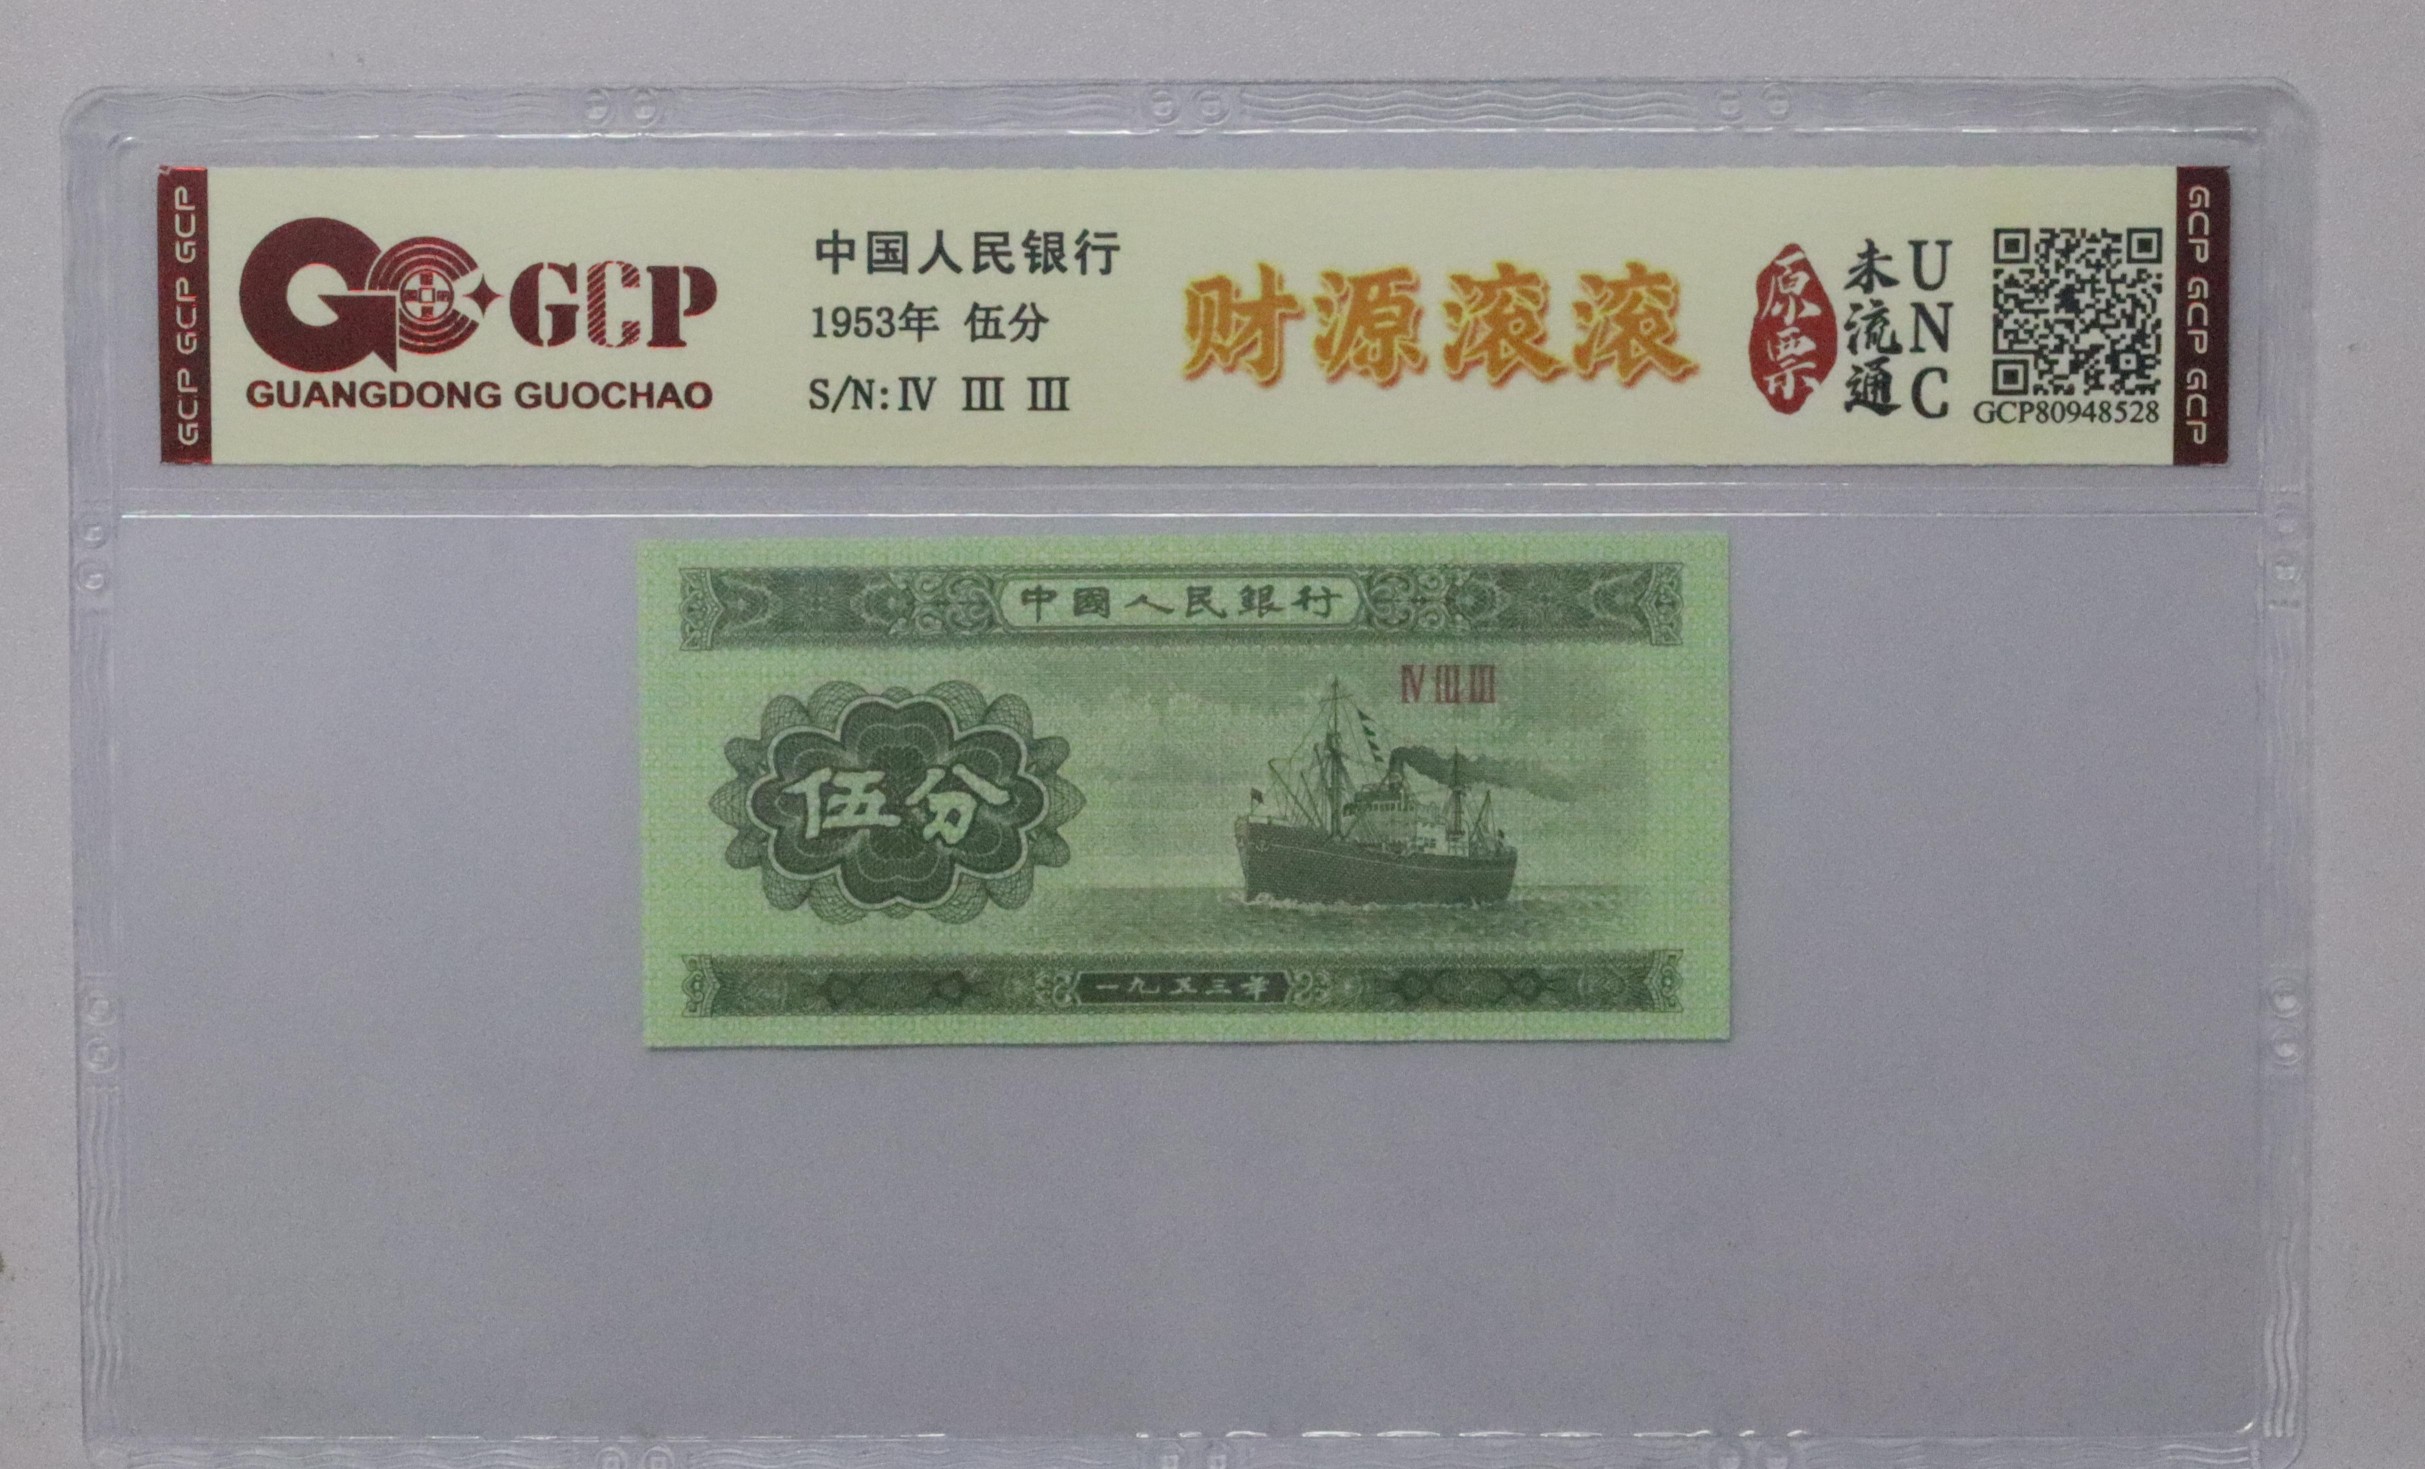 GCP GCP GCP
GCP
GUANGDONG GUOCHAO
中国人民银行
1953年 伍分
S/N: IV III III
财源滚滚
原票
未流通
UNC
GCP80948528
GCP GCP GCP
中國人民銀行
IV III III
伍分
一九五三年